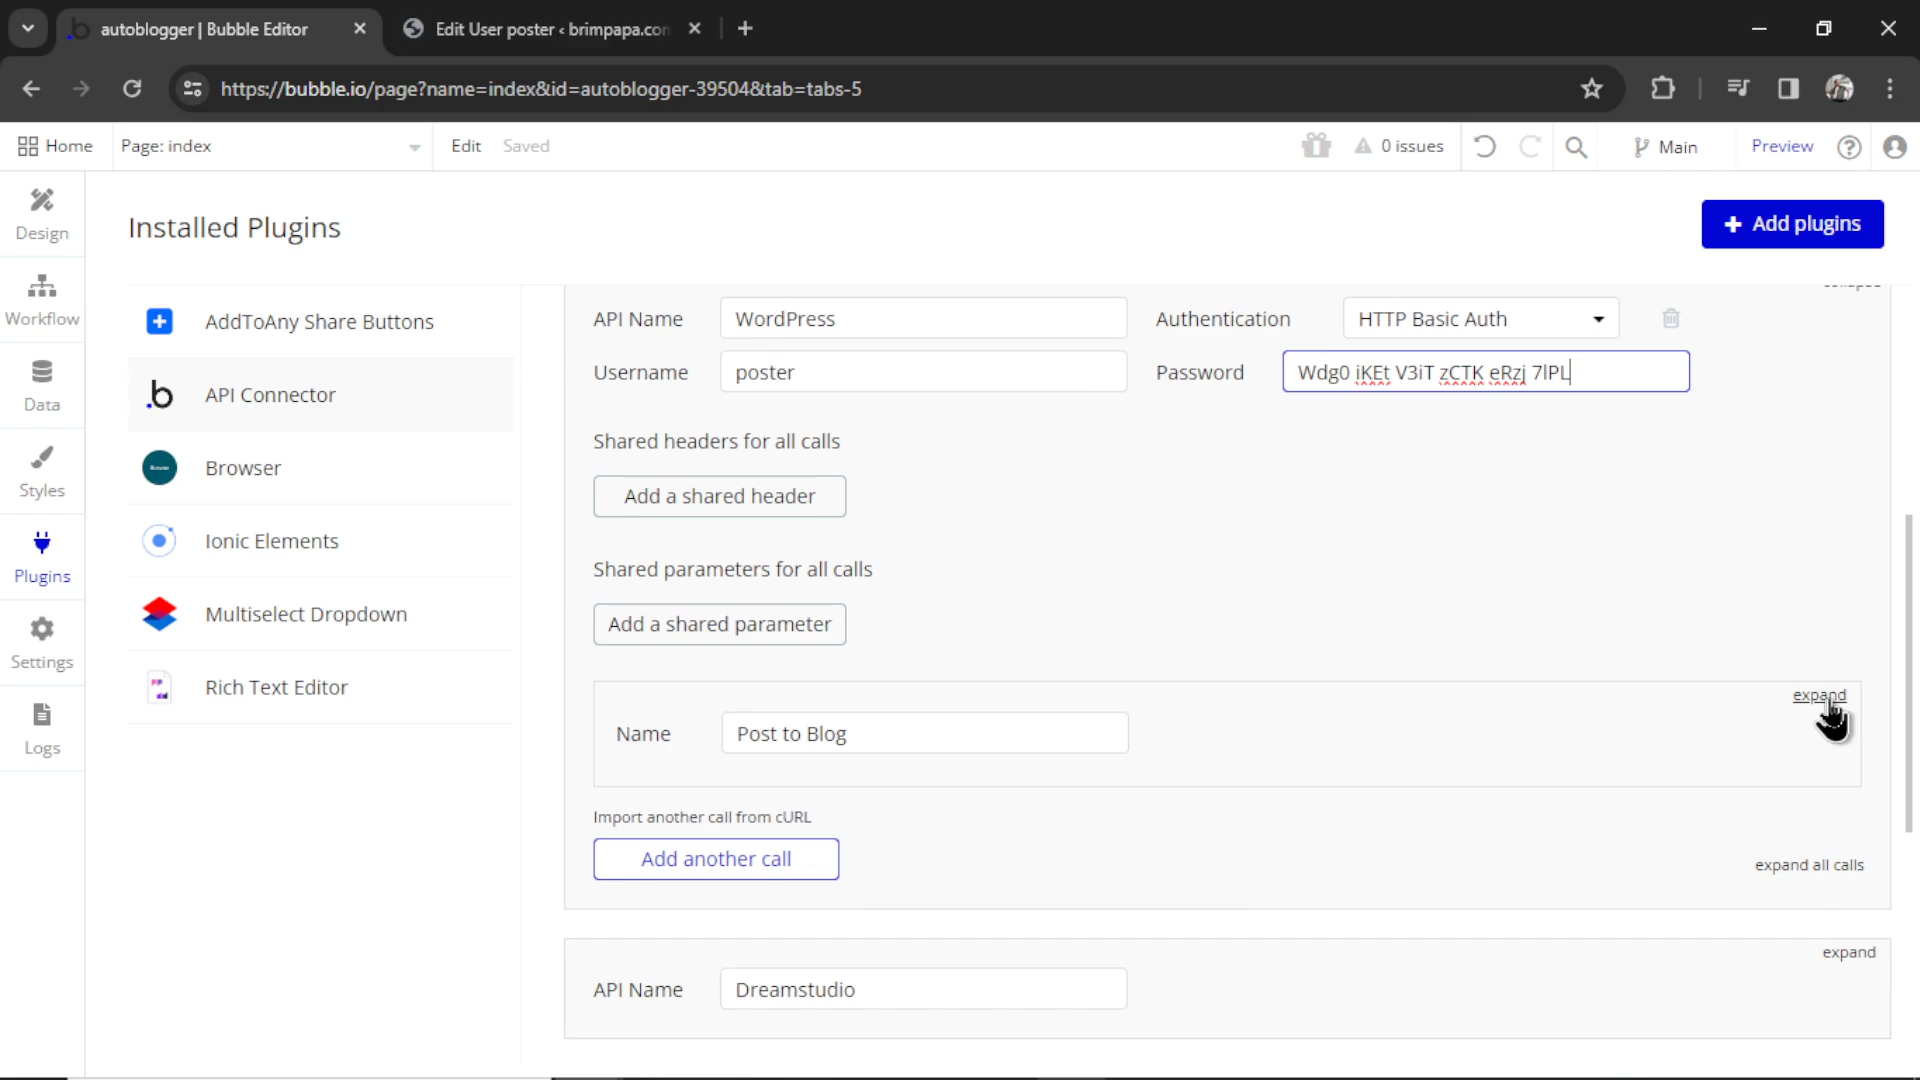 autoblogger | Bubble Editor
Edit User poster ‹ brimpapa.con
https://bubble.io/page?name=index&id=autoblogger-39504&tab=tabs-5
Home
Page: index
Edit
Saved
0 issues
Main
Preview
Design
Workflow
Data
Styles
Plugins
Settings
Logs
Installed Plugins
+ Add plugins
AddToAny Share Buttons
API Connector
Browser
Ionic Elements
Multiselect Dropdown
Rich Text Editor
API Name
WordPress
Authentication
HTTP Basic Auth
Username
poster
Password
Wdg0 iKEt V3iT zCTK eRzj 7lPL
Shared headers for all calls
Add a shared header
Shared parameters for all calls
Add a shared parameter
expand
Name
Post to Blog
Import another call from cURL
Add another call
expand all calls
expand
API Name
Dreamstudio